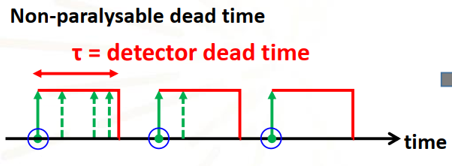 Non-paralysable dead time
τ = detector dead time
time